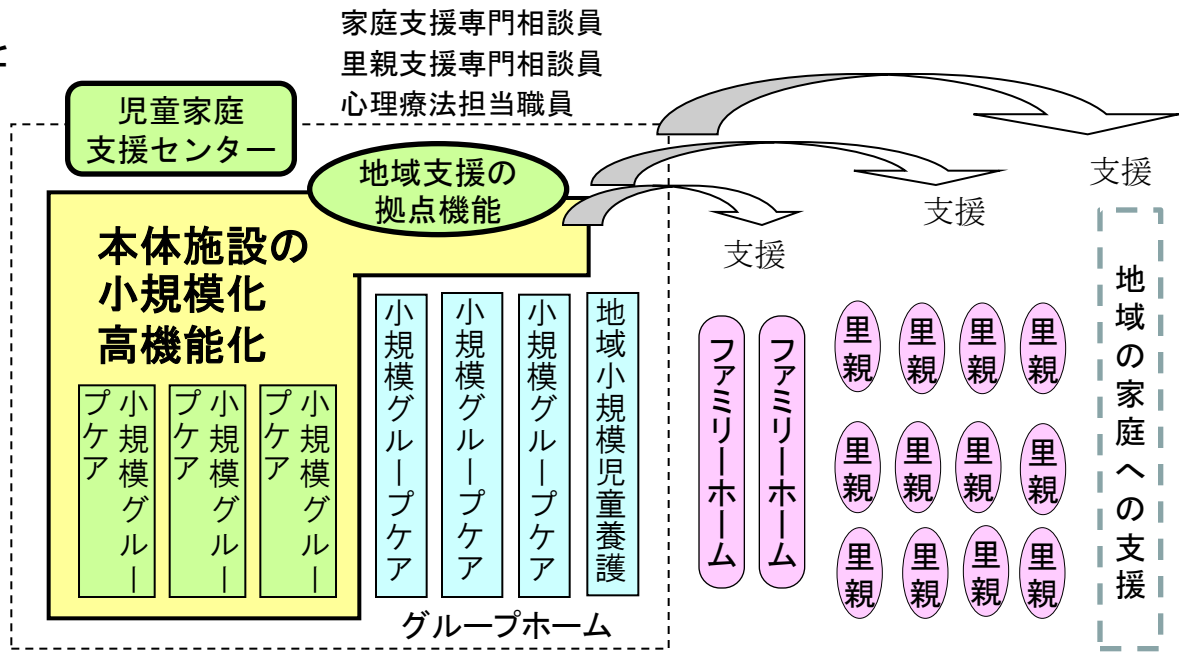 家庭支援専門相談員
里親支援専門相談員
心理療法担当職員
児童家庭
支援センター
地域支援の
拠点機能
支援
支援
支援
本体施設の
小規模化
高機能化
小規模グルー
プケア
小規模グルー
プケア
小規模グルー
プケア
小規模グループケア
小規模グループケア
小規模グループケア
地域小規模児童養護
グループホーム
ファミリーホーム
ファミリーホーム
里親
里親
里親
里親
里親
里親
里親
里親
里親
里親
里親
里親
地域の家庭への支援